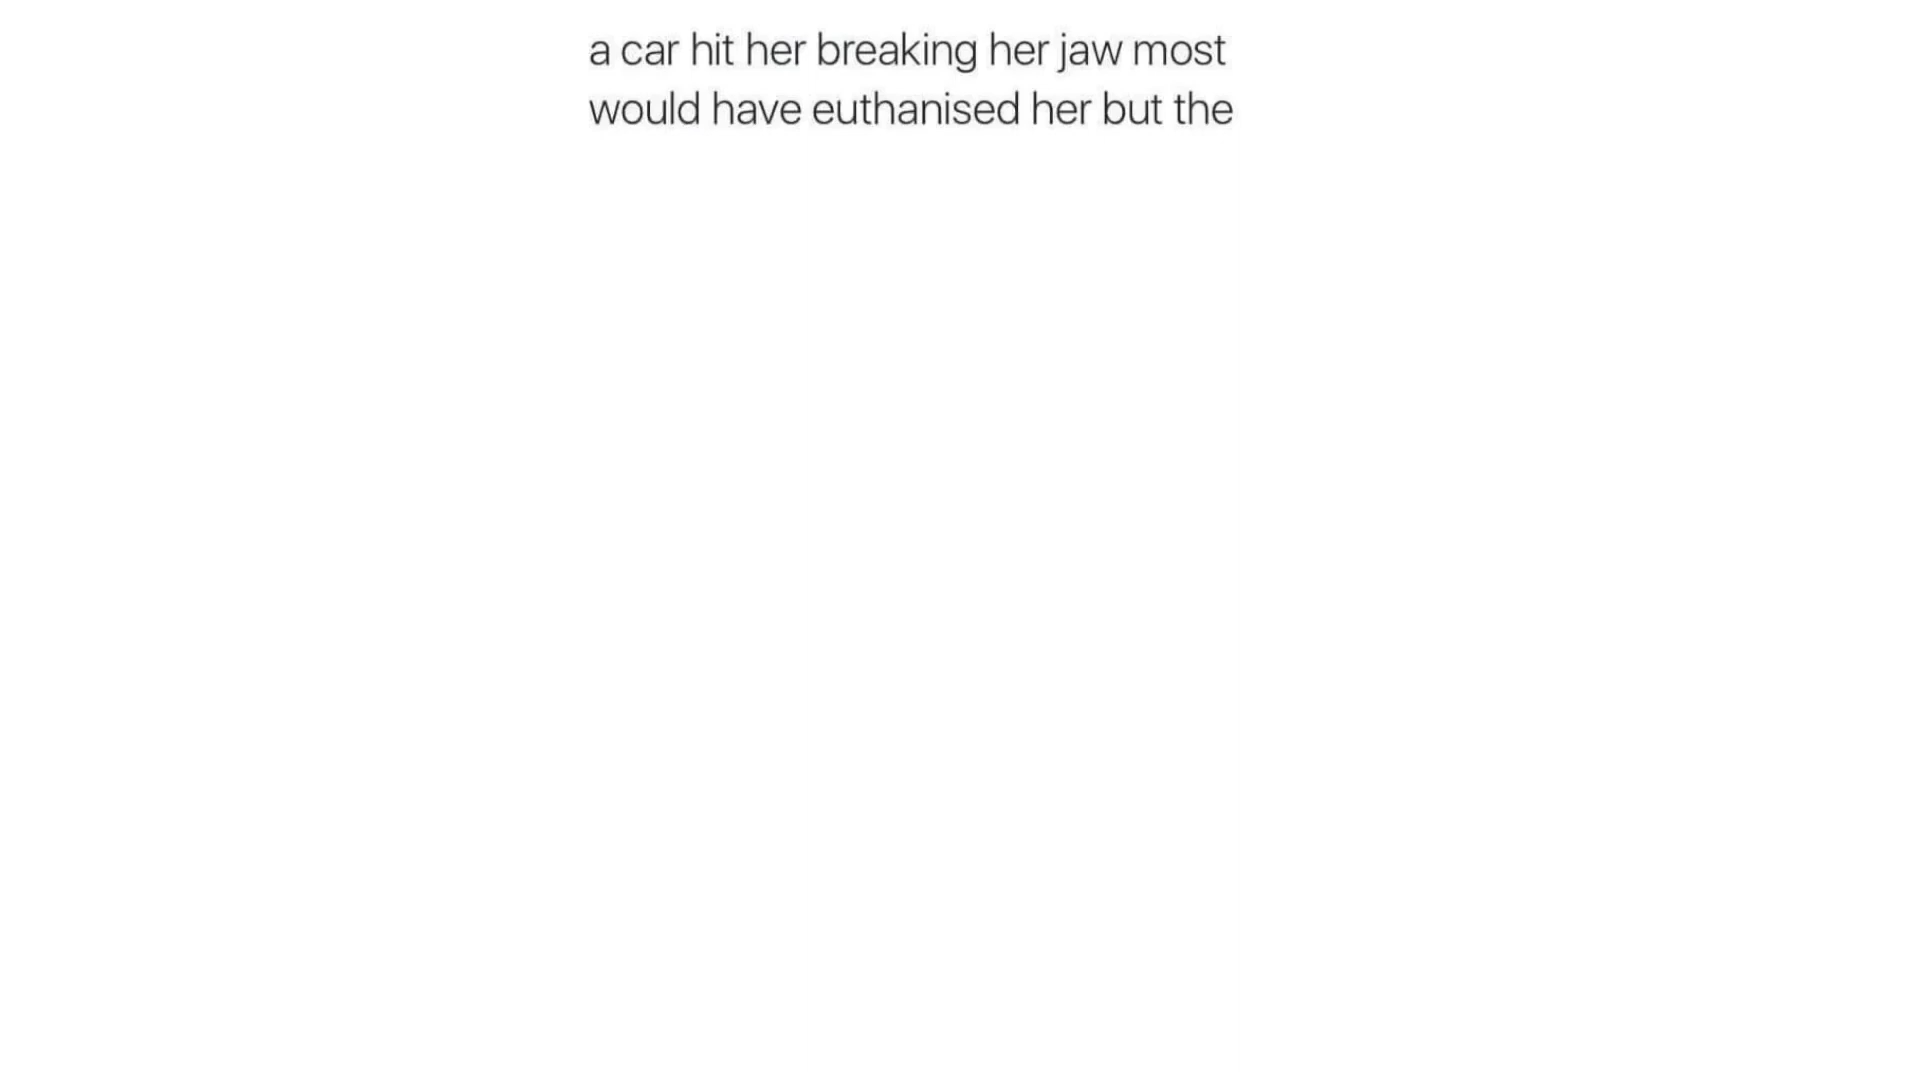 a car hit her breaking her jaw most
would have euthanised her but the